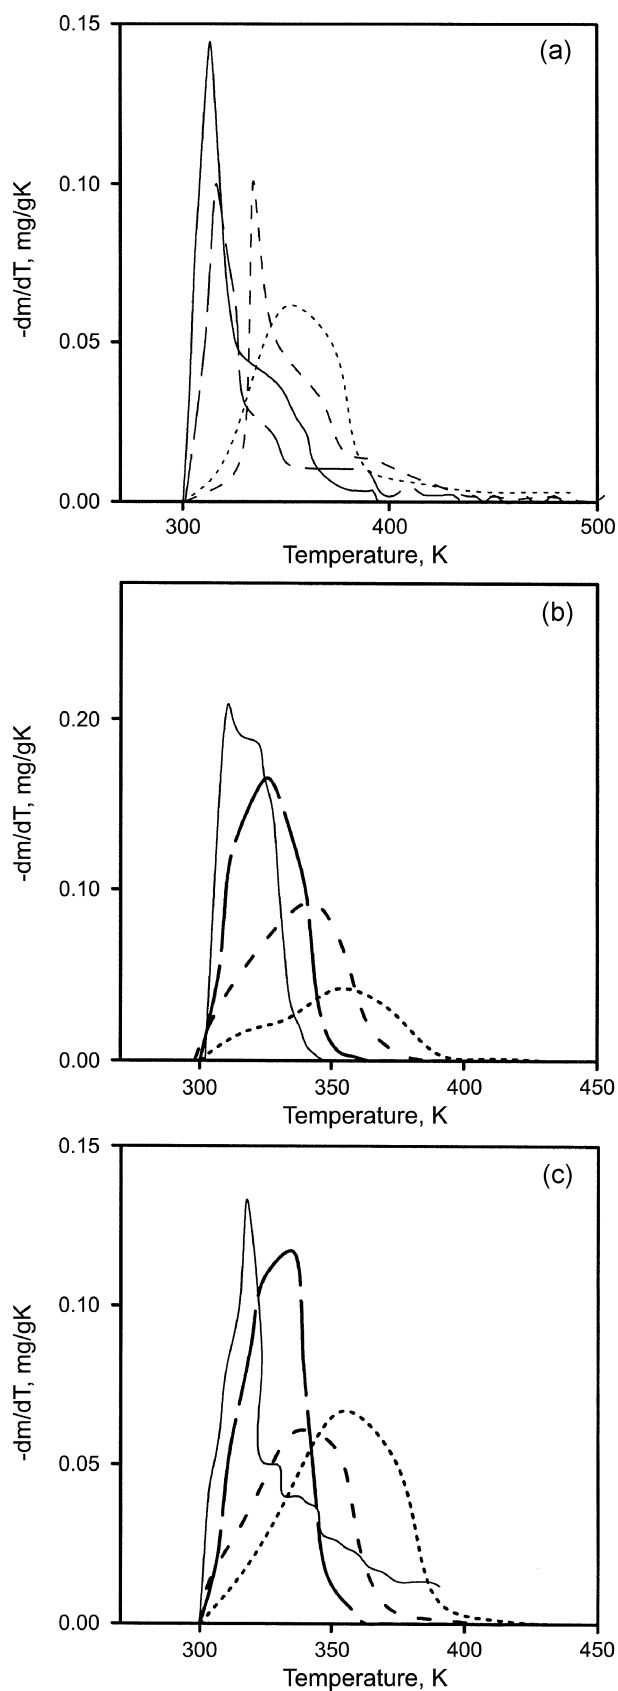 0.15
(a)
0.10
-dm/dT, mg/gK
0.05
0.00
300 400 500
Temperature, K
(b)
0.20
-dm/dT, mg/gK
0.10
0.00
300 350 400 450
Temperature, K
0.15
(c)
0.10
-dm/dT, mg/gK
0.05
0.00
300 350 400 450
Temperature, K